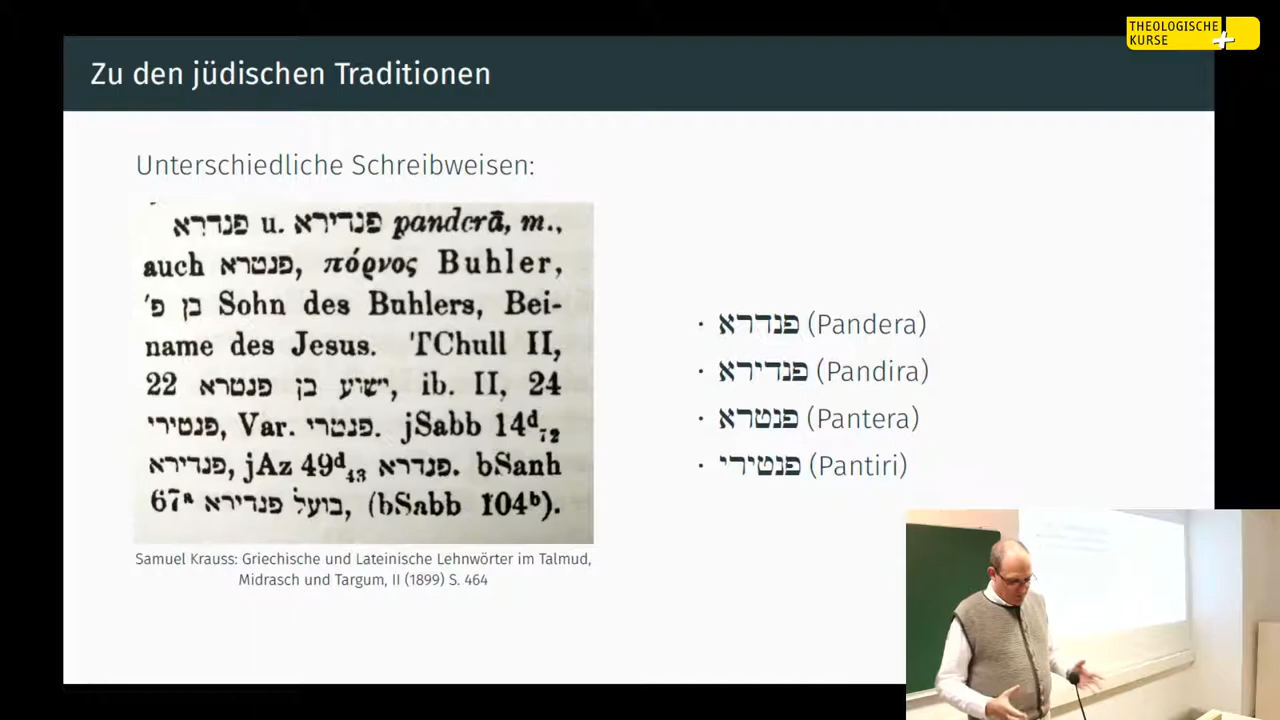 THEOLOGISCHE
KURSE
Zu den jüdischen Traditionen
Unterschiedliche Schreibweisen:
פנדרא u. פנדירא panderā, m.,
auch פנטרא, πόρνος Buhler,
בן פ' Sohn des Buhlers, Bei-
name des Jesus. TChull II,
22 ישוע בן פנטרא, ib. II, 24
פנטירי, Var. פנטרי. jSabb 14ᵈ,₇₂
פנדירא, jAz 49ᵈ₄₃ פנדרא. bSanh
67ᵃ בועל פנדירא, (bSabb 104ᵇ).
Samuel Krauss: Griechische und Lateinische Lehnwörter im Talmud,
Midrasch und Targum, II (1899) S. 464
· פנדרא (Pandera)
· פנדירא (Pandira)
· פנטרא (Pantera)
· פנטירי (Pantiri)